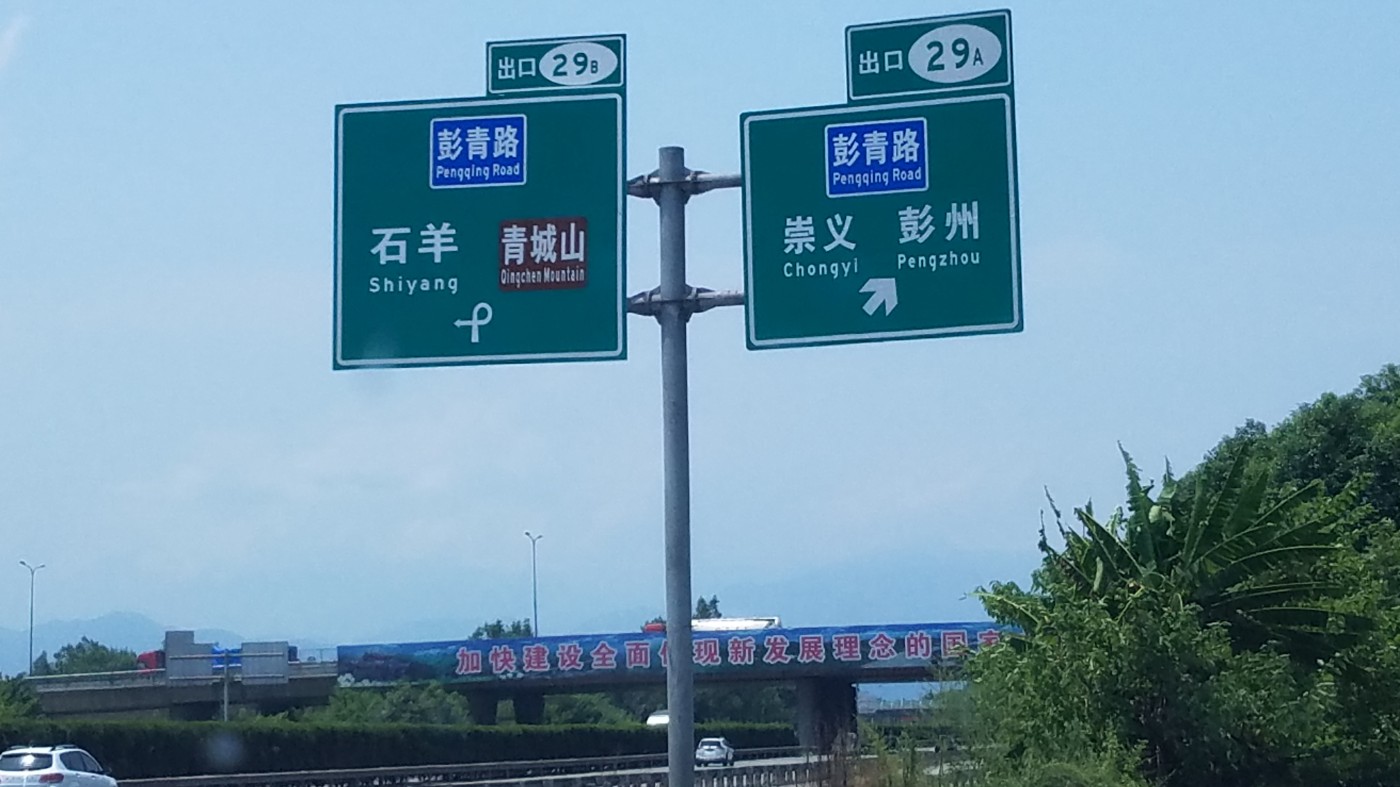 出口 29B
彭青路
Pengqing Road
石羊
Shiyang
青城山
Qingchen Mountain
出口 29A
彭青路
Pengqing Road
崇义
Chongyi
彭州
Pengzhou
加快建设全面 现新发展理念的国